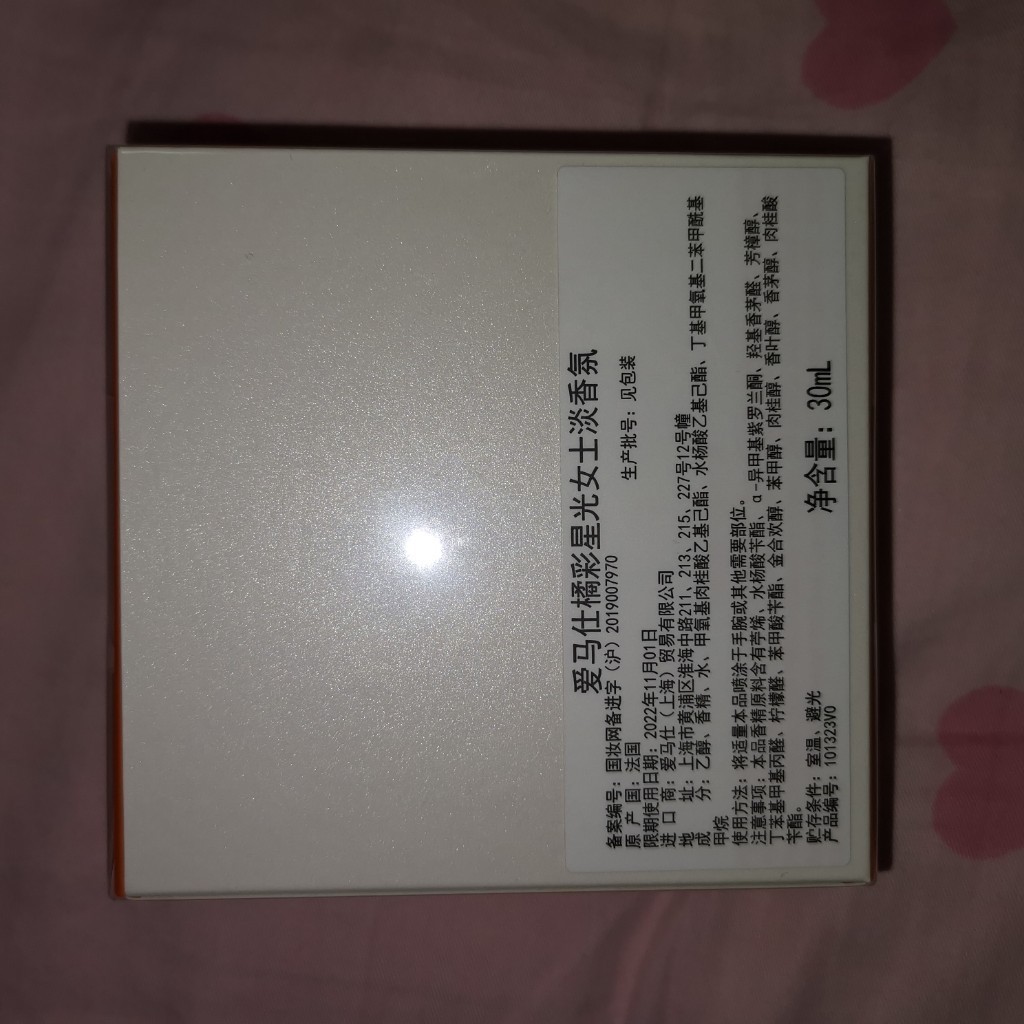 爱马仕橘彩星光女士淡香氛
备案编号：国妆网备进字（沪）2019007970
原 产 国：法国 生产批号：见包装
限期使用日期：2022年11月01日
进 口 商：爱马仕（上海）贸易有限公司
地 址：上海市黄浦区淮海中路211、213、215、227号12号幢
成 分：乙醇、香精、水、甲氧基肉桂酸乙基己酯、水杨酸乙基己酯、丁基甲氧基二苯甲酰基
甲烷
使用方法：将适量本品喷涂于手腕或其他需要部位。
注意事项：本品香精原料含有苧烯、水杨酸苄酯、α-异甲基紫罗兰酮、羟基香茅醛、芳樟醇、
丁苯基甲基丙醛、柠檬醛、苯甲酸苄酯、金合欢醇、苯甲醇、肉桂醇、香叶醇、香茅醇、肉桂酸
苄酯。
贮存条件：室温、避光
产品编号：101323V0 净含量：30mL